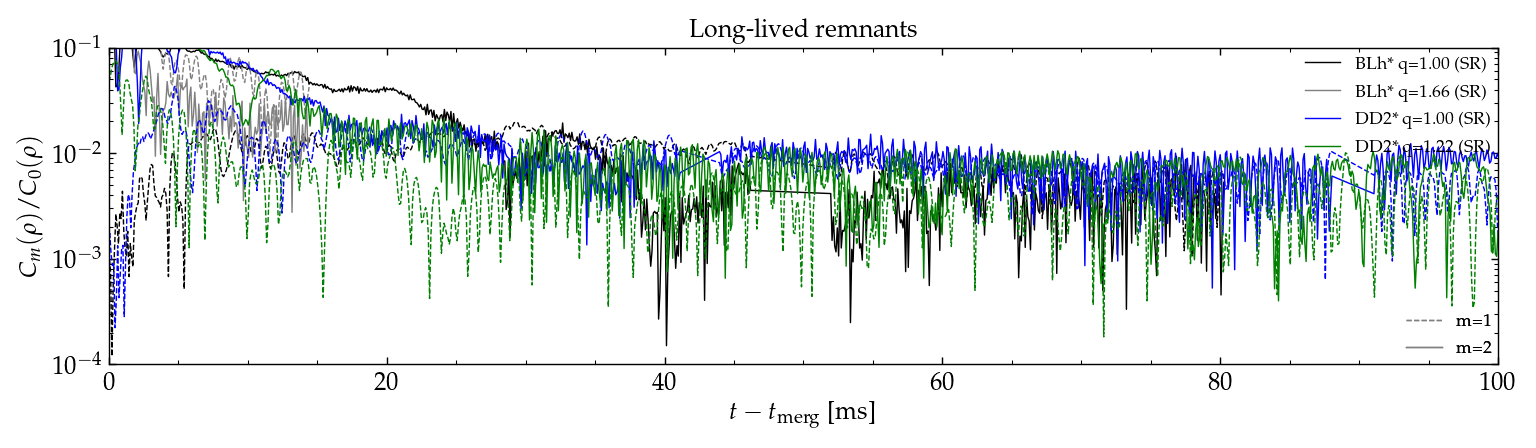 Long-lived remnants
C_m(ρ)/C_0(ρ)
10^−1
10^−2
10^−3
10^−4
BLh* q=1.00 (SR)
BLh* q=1.66 (SR)
DD2* q=1.00 (SR)
DD2* q=1.22 (SR)
m=1
m=2
0 20 40 60 80 100
t − t_merg [ms]